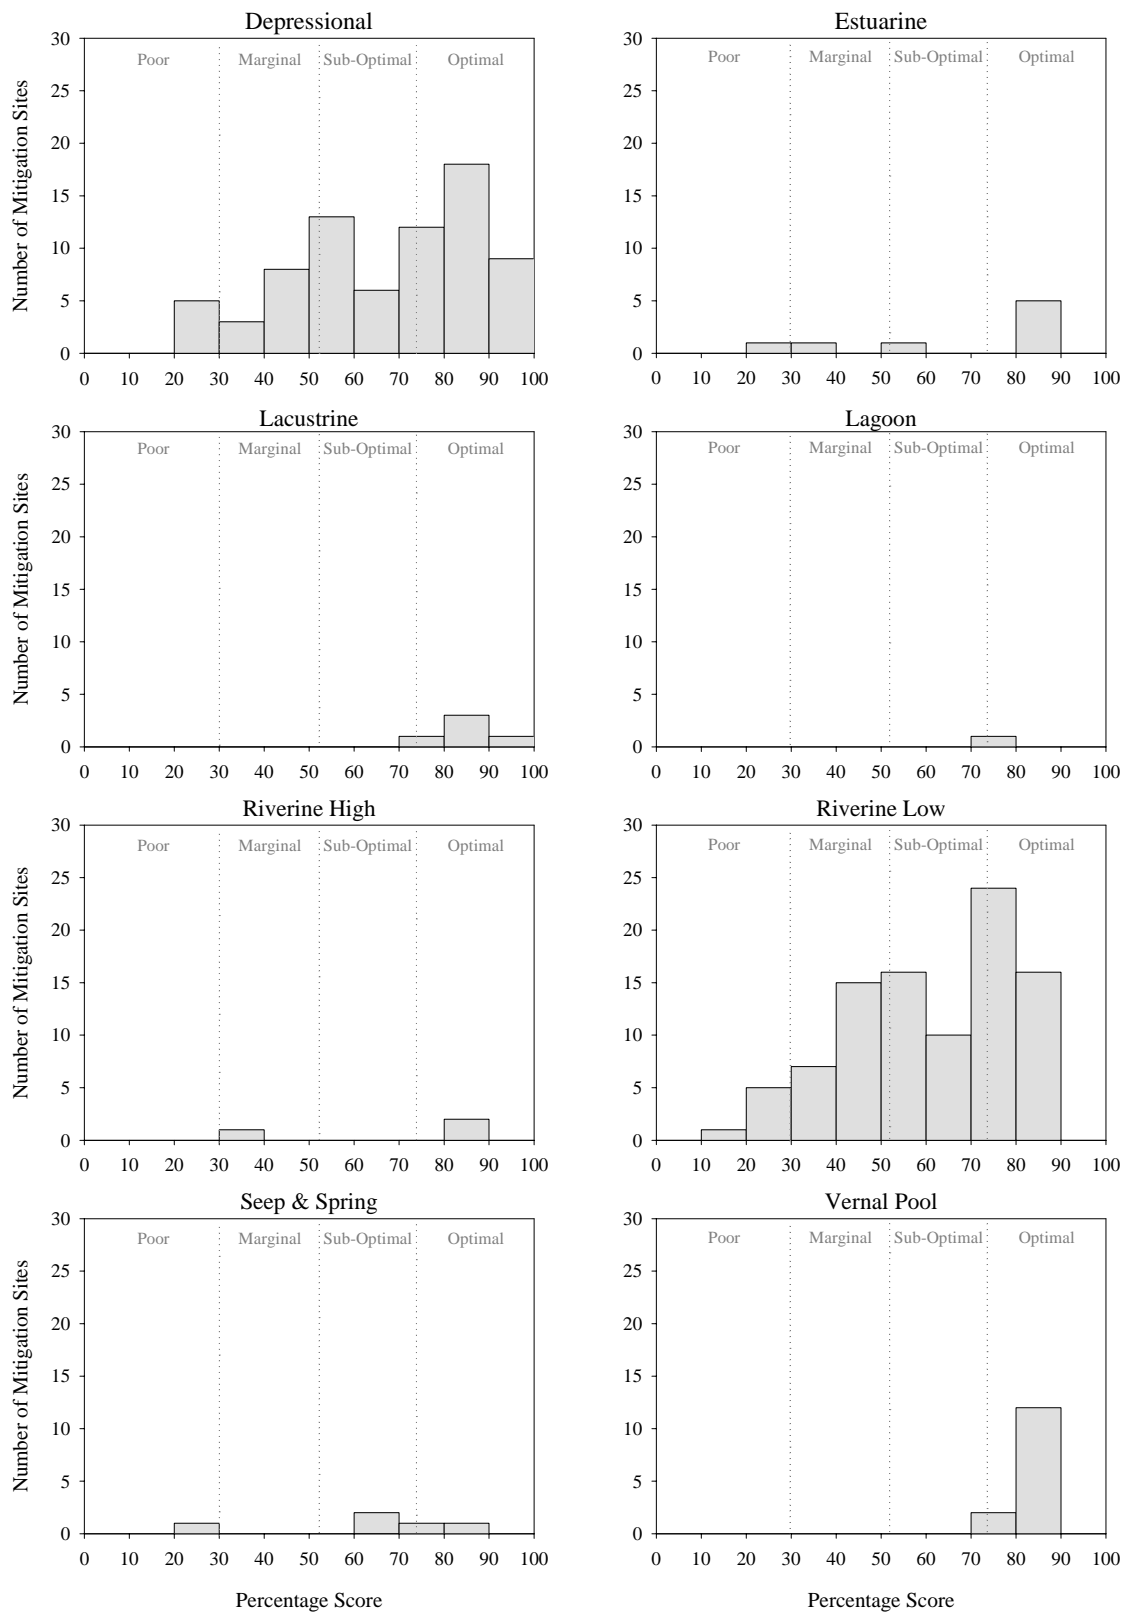 Depressional
Estuarine
30
25
20
15
10
5
0
Number of Mitigation Sites
Poor Marginal Sub-Optimal Optimal
0 10 20 30 40 50 60 70 80 90 100
30
25
20
15
10
5
0
Poor Marginal Sub-Optimal Optimal
0 10 20 30 40 50 60 70 80 90 100
Lacustrine
Lagoon
30
25
20
15
10
5
0
Number of Mitigation Sites
Poor Marginal Sub-Optimal Optimal
0 10 20 30 40 50 60 70 80 90 100
30
25
20
15
10
5
0
Poor Marginal Sub-Optimal Optimal
0 10 20 30 40 50 60 70 80 90 100
Riverine High
Riverine Low
30
25
20
15
10
5
0
Number of Mitigation Sites
Poor Marginal Sub-Optimal Optimal
0 10 20 30 40 50 60 70 80 90 100
30
25
20
15
10
5
0
Poor Marginal Sub-Optimal Optimal
0 10 20 30 40 50 60 70 80 90 100
Seep & Spring
Vernal Pool
30
25
20
15
10
5
0
Number of Mitigation Sites
Poor Marginal Sub-Optimal Optimal
0 10 20 30 40 50 60 70 80 90 100
Percentage Score
30
25
20
15
10
5
0
Poor Marginal Sub-Optimal Optimal
0 10 20 30 40 50 60 70 80 90 100
Percentage Score